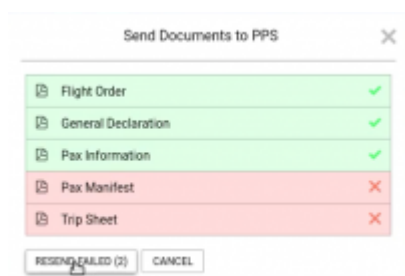 Send Documents to PPS
Flight Order
General Declaration
Pax Information
Pax Manifest
Trip Sheet
RESEND FAILED (2) CANCEL